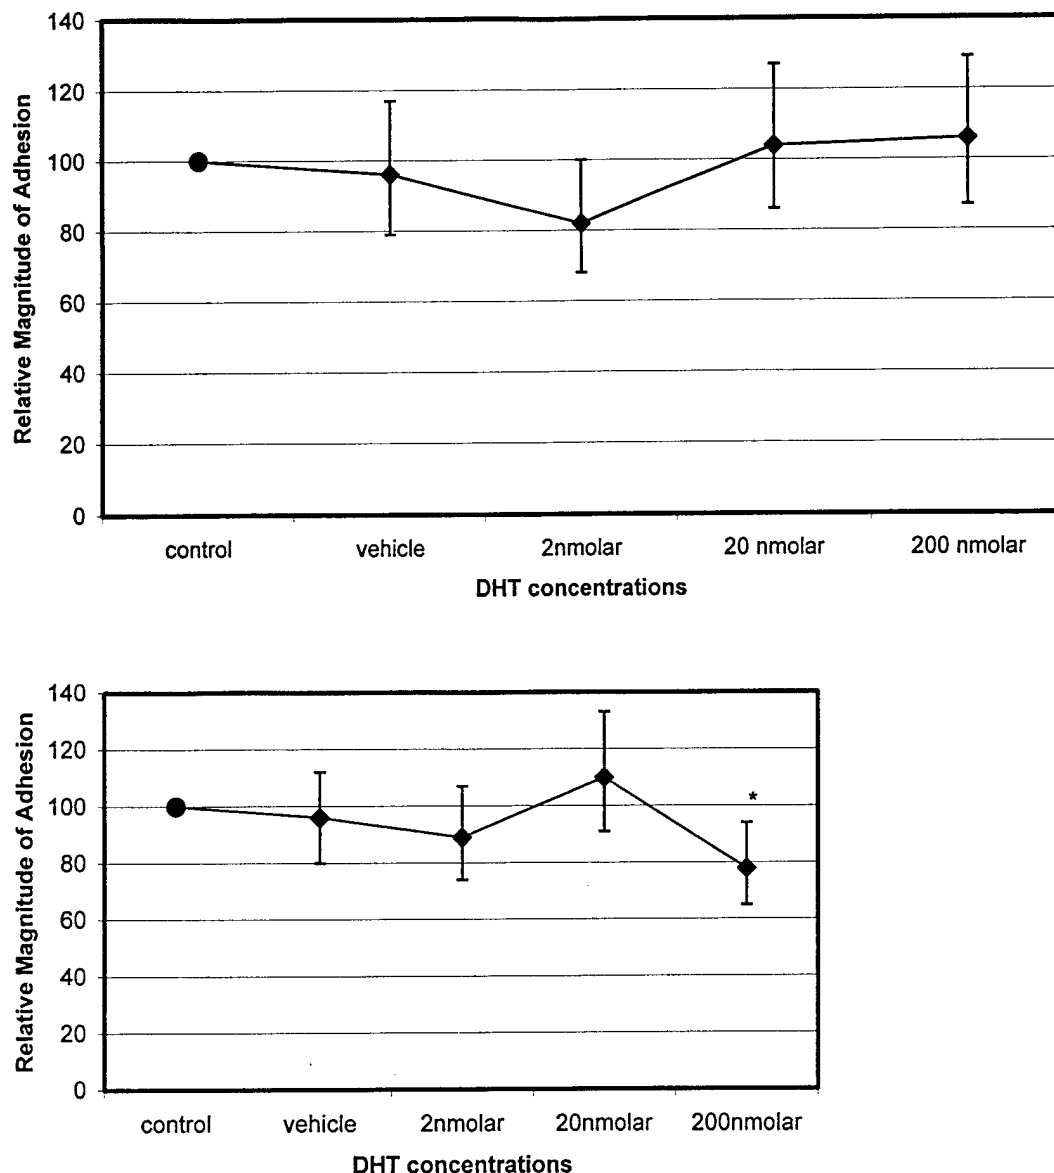 Relative Magnitude of Adhesion
140
120
100
80
60
40
20
0
control vehicle 2nmolar 20 nmolar 200 nmolar
DHT concentrations
Relative Magnitude of Adhesion
140
120
100
80
60
40
20
0
*
control vehicle 2nmolar 20nmolar 200nmolar
DHT concentrations